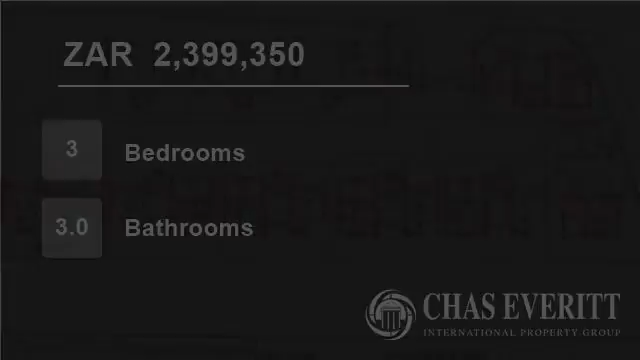 ZAR 2,399,350
3 Bedrooms
3.0 Bathrooms
CHAS EVERITT
INTERNATIONAL PROPERTY GROUP